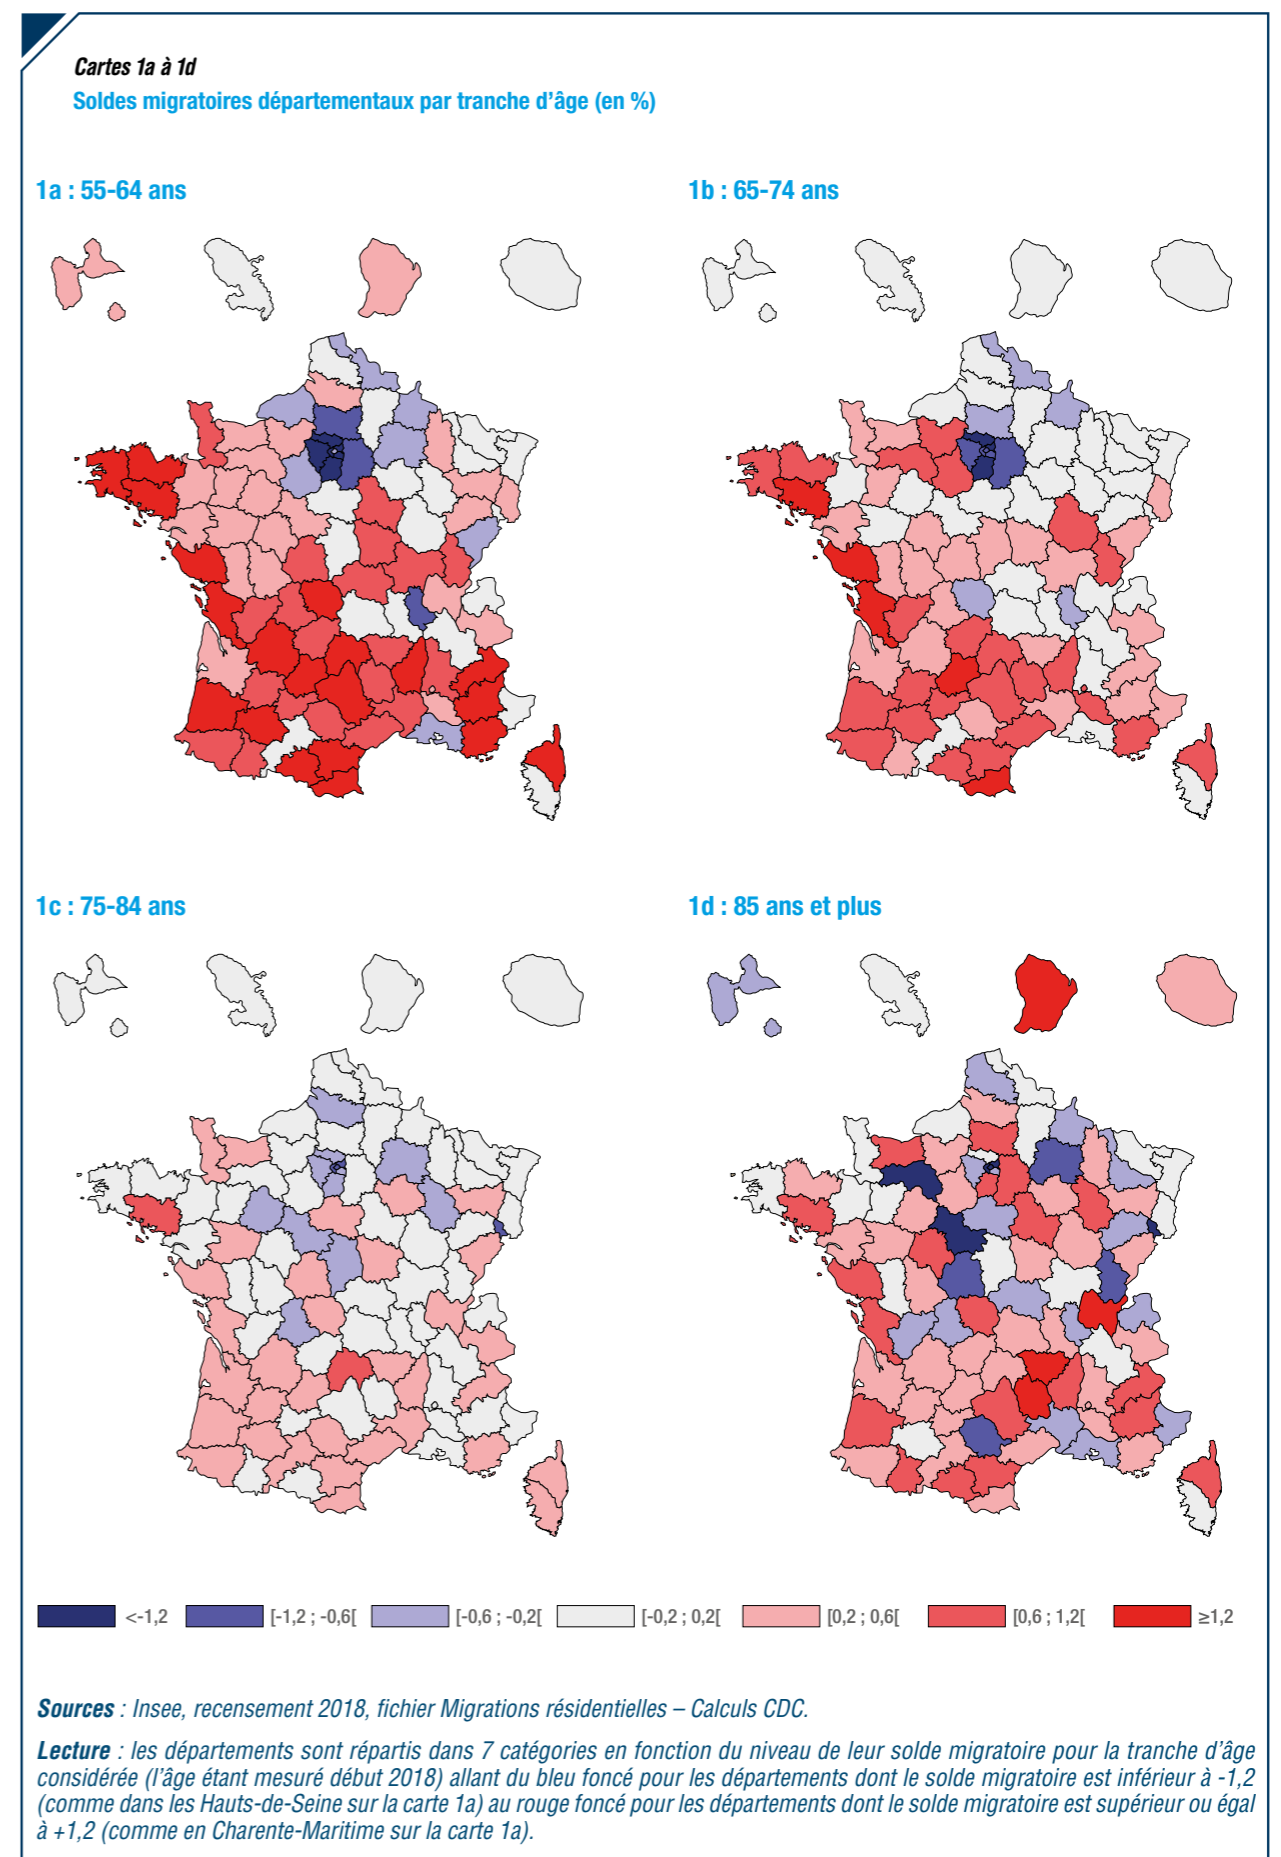 Cartes 1a à 1d
Soldes migratoires départementaux par tranche d’âge (en %)
1a : 55-64 ans
1b : 65-74 ans
1c : 75-84 ans
1d : 85 ans et plus
<-1,2
[-1,2 ; -0,6[
[-0,6 ; -0,2[
[-0,2 ; 0,2[
[0,2 ; 0,6[
[0,6 ; 1,2[
≥1,2
Sources : Insee, recensement 2018, fichier Migrations résidentielles – Calculs CDC.
Lecture : les départements sont répartis dans 7 catégories en fonction du niveau de leur solde migratoire pour la tranche d’âge
considérée (l’âge étant mesuré début 2018) allant du bleu foncé pour les départements dont le solde migratoire est inférieur à -1,2
(comme dans les Hauts-de-Seine sur la carte 1a) au rouge foncé pour les départements dont le solde migratoire est supérieur ou égal
à +1,2 (comme en Charente-Maritime sur la carte 1a).